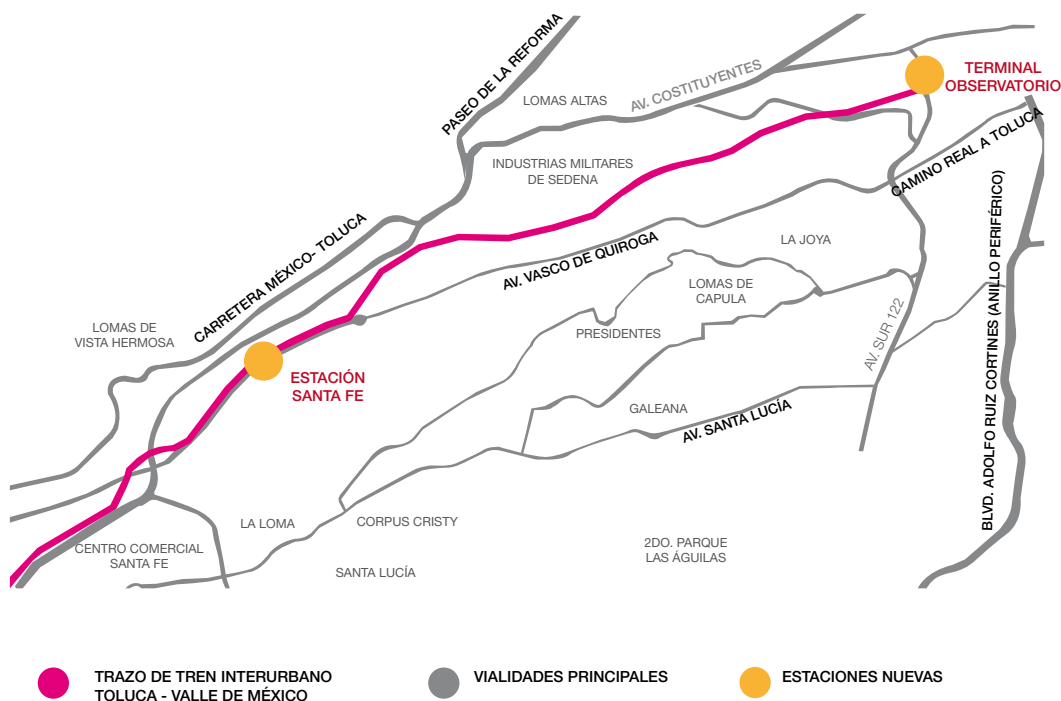 PASEO DE LA REFORMA
TERMINAL
OBSERVATORIO
AV. COSTITUYENTES
LOMAS ALTAS
CAMINO REAL A TOLUCA
INDUSTRIAS MILITARES
DE SEDENA
BLVD. ADOLFO RUIZ CORTINES (ANILLO PERIFÉRICO)
CARRETERA MÉXICO- TOLUCA
AV. VASCO DE QUIROGA
LA JOYA
LOMAS DE
CAPULA
LOMAS DE
VISTA HERMOSA
PRESIDENTES
AV. SUR 122
ESTACIÓN
SANTA FE
GALEANA
AV. SANTA LUCÍA
LA LOMA
CORPUS CRISTY
CENTRO COMERCIAL
SANTA FE
SANTA LUCÍA
2DO. PARQUE
LAS ÁGUILAS
TRAZO DE TREN INTERURBANO
TOLUCA - VALLE DE MÉXICO
VIALIDADES PRINCIPALES
ESTACIONES NUEVAS